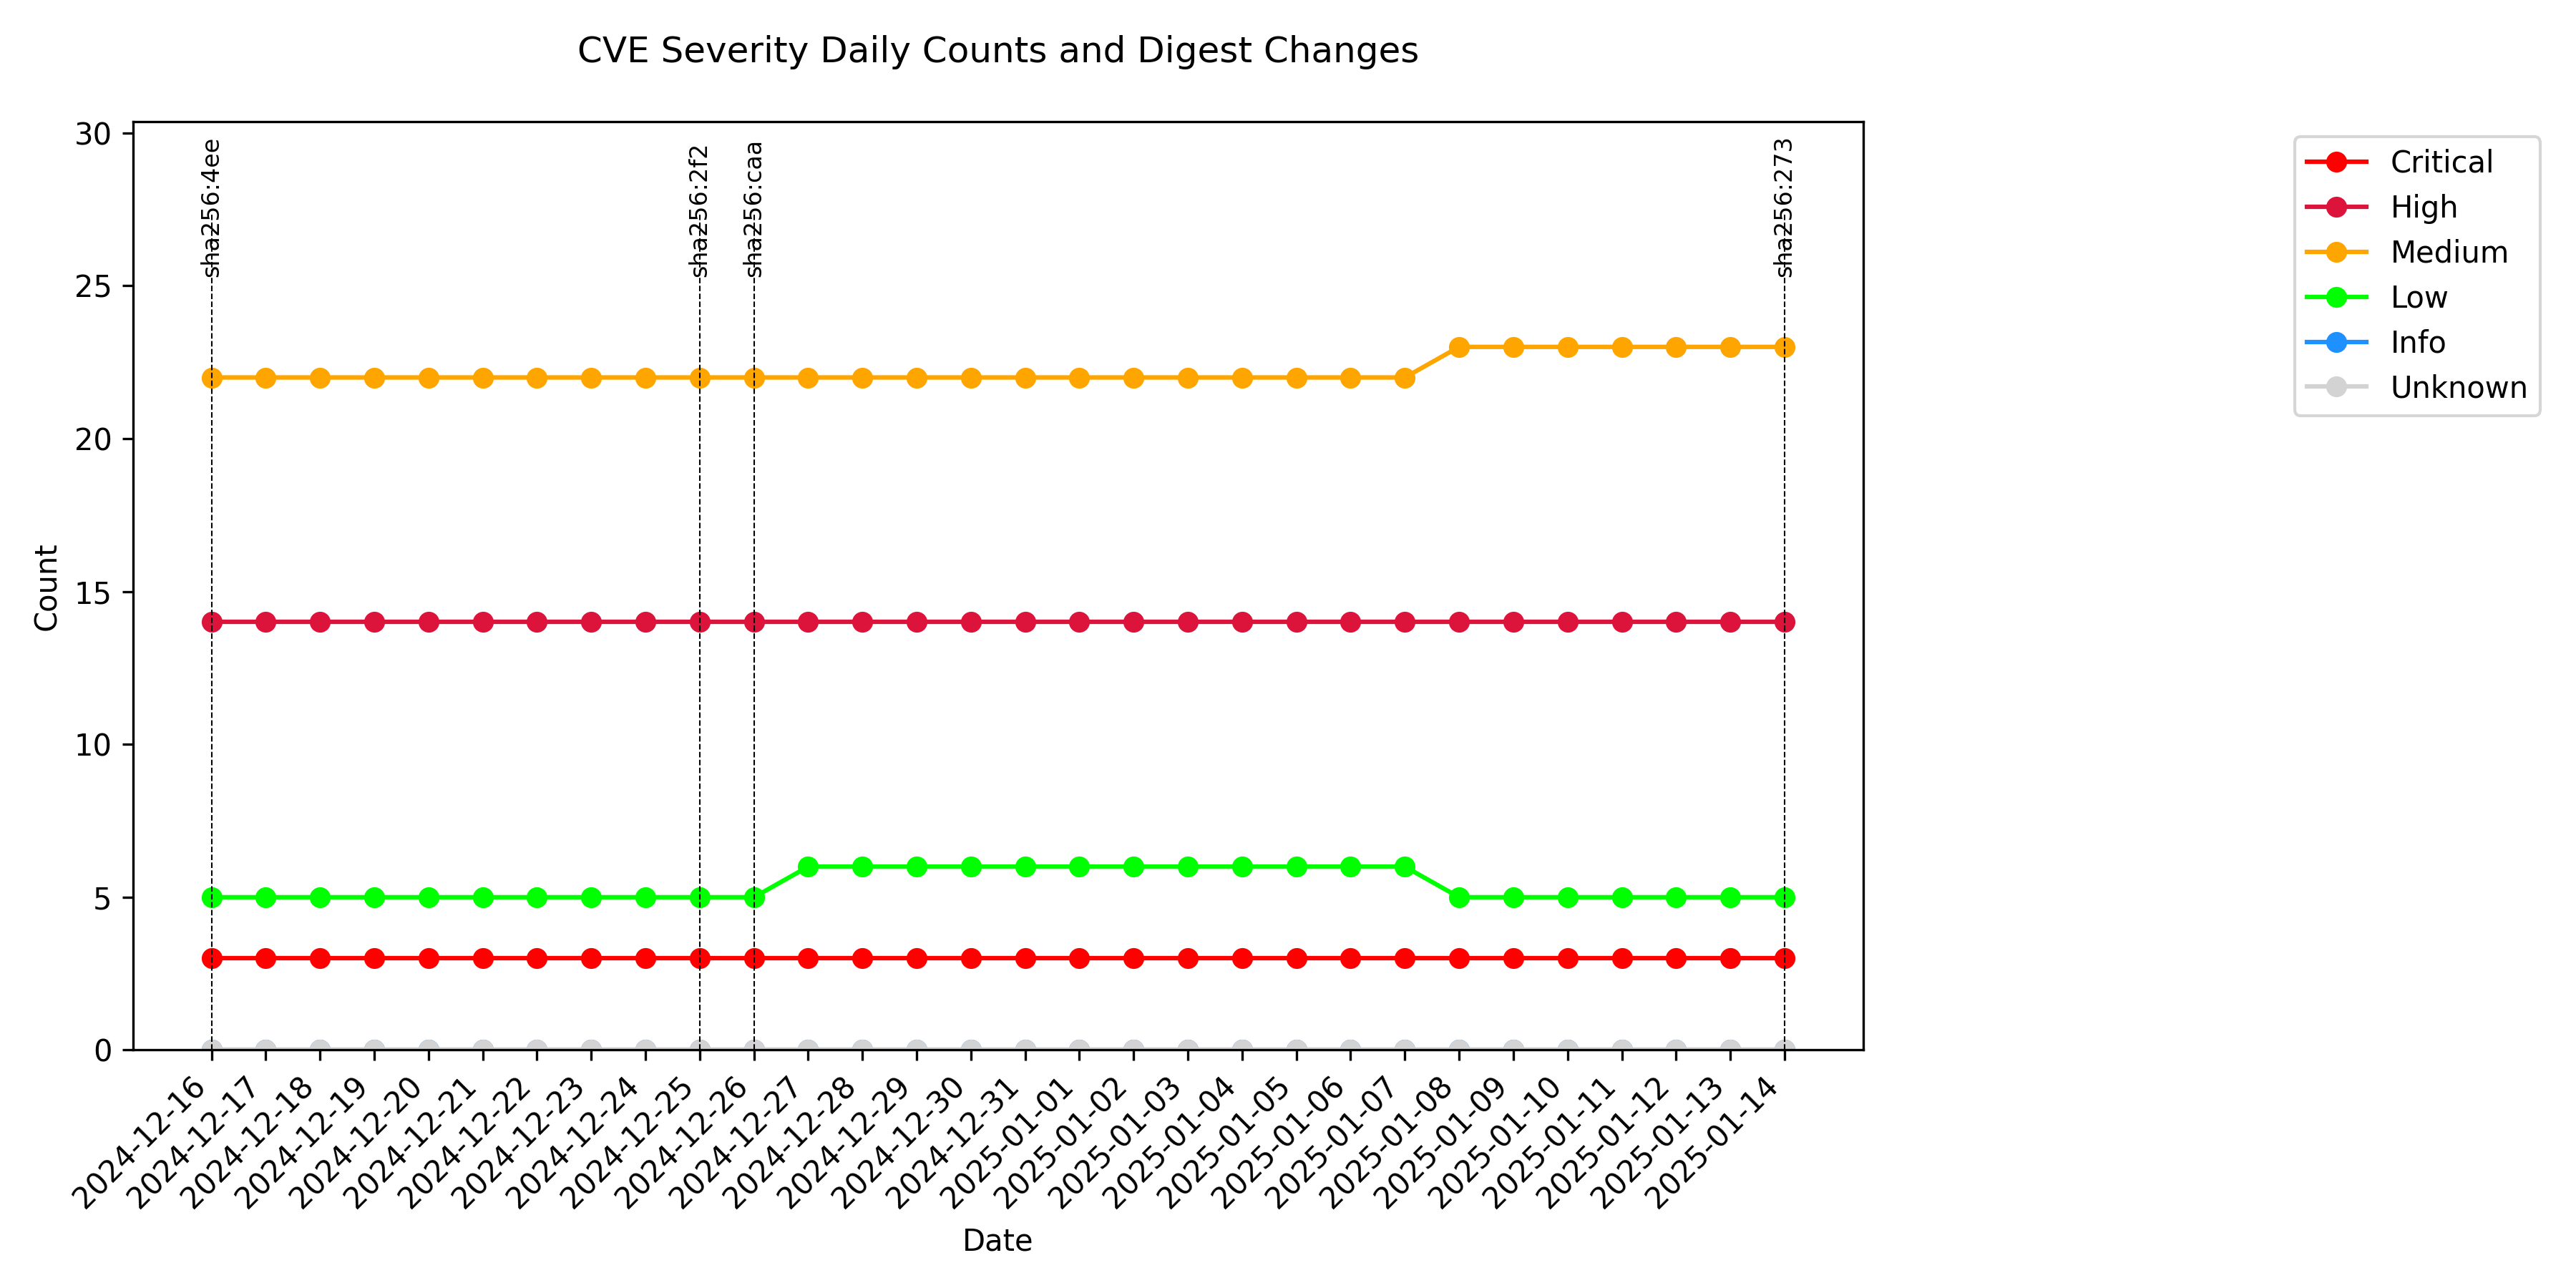 CVE Severity Daily Counts and Digest Changes
30
25
20
15
10
5
0
Count
sha256:4ee
sha256:2f2
sha256:caa
sha256:273
2024-12-16
2024-12-17
2024-12-18
2024-12-19
2024-12-20
2024-12-21
2024-12-22
2024-12-23
2024-12-24
2024-12-25
2024-12-26
2024-12-27
2024-12-28
2024-12-29
2024-12-30
2024-12-31
2025-01-01
2025-01-02
2025-01-03
2025-01-04
2025-01-05
2025-01-06
2025-01-07
2025-01-08
2025-01-09
2025-01-10
2025-01-11
2025-01-12
2025-01-13
2025-01-14
Date
Critical
High
Medium
Low
Info
Unknown